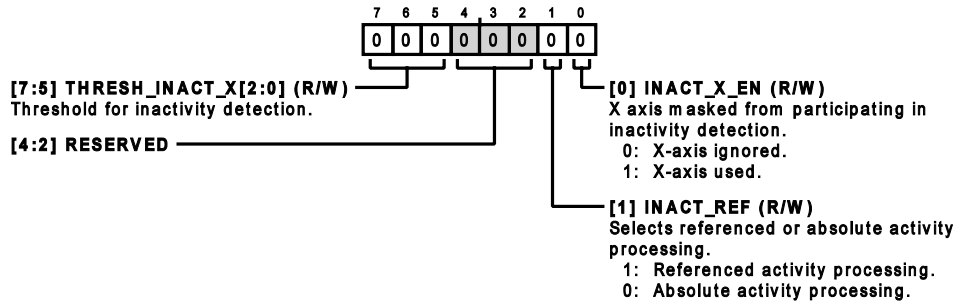 7 6 5 4 3 2 1 0
0 0 0 0 0 0 0 0
[7:5] THRESH_INACT_X[2:0] (R/W)
Threshold for inactivity detection.
[4:2] RESERVED
[0] INACT_X_EN (R/W)
X axis masked from participating in
inactivity detection.
0: X-axis ignored.
1: X-axis used.
[1] INACT_REF (R/W)
Selects referenced or absolute activity
processing.
1: Referenced activity processing.
0: Absolute activity processing.